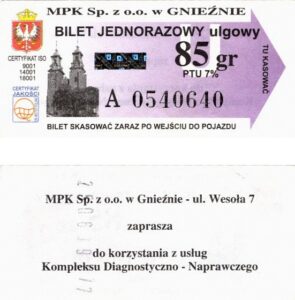 MPK Sp. z o.o. w GNIEŹNIE
BILET JEDNORAZOWY ulgowy
85 gr
PTU 7%
TU KASOWAĆ
CERTYFIKAT ISO
9001
14001
18001
CERTYFIKAT
JAKOŚCI
A 0540640
BILET SKASOWAĆ ZARAZ PO WEJŚCIU DO POJAZDU
MPK Sp. z o.o. w Gnieźnie - ul. Wesoła 7
zaprasza
do korzystania z usług
Kompleksu Diagnostyczno - Naprawczego